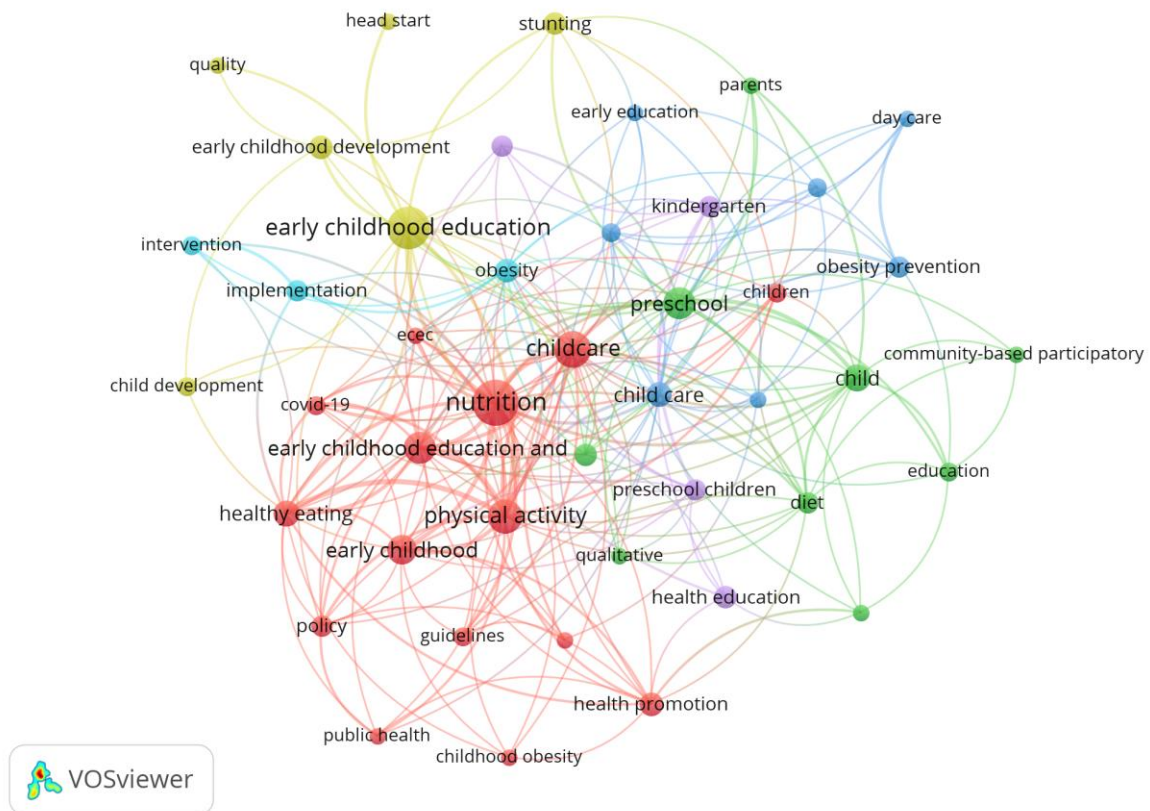 head start
stunting
quality
parents
early education
day care
early childhood development
kindergarten
early childhood education
intervention
obesity
obesity prevention
implementation
preschool
children
ecec
childcare
community-based participatory
child development
child
child care
covid-19
nutrition
early childhood education and
education
preschool children
diet
healthy eating
physical activity
early childhood
qualitative
health education
policy
guidelines
health promotion
public health
childhood obesity
VOSviewer